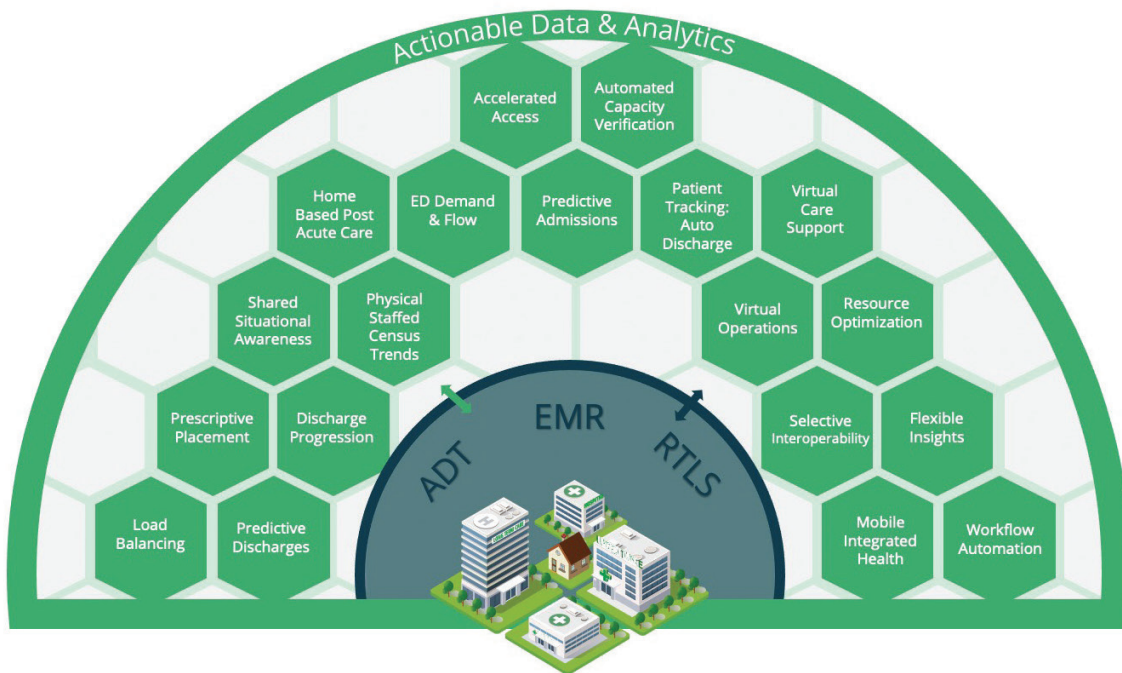 Actionable Data & Analytics
Accelerated
Access
Automated
Capacity
Verification
Home
Based Post
Acute Care
ED Demand
& Flow
Predictive
Admissions
Patient
Tracking:
Auto
Discharge
Virtual
Care
Support
Shared
Situational
Awareness
Physical
Staffed
Census
Trends
Virtual
Operations
Resource
Optimization
Prescriptive
Placement
Discharge
Progression
Selective
Interoperability
Flexible
Insights
Load
Balancing
Predictive
Discharges
Mobile
Integrated
Health
Workflow
Automation
ADT
EMR
RTLS
H